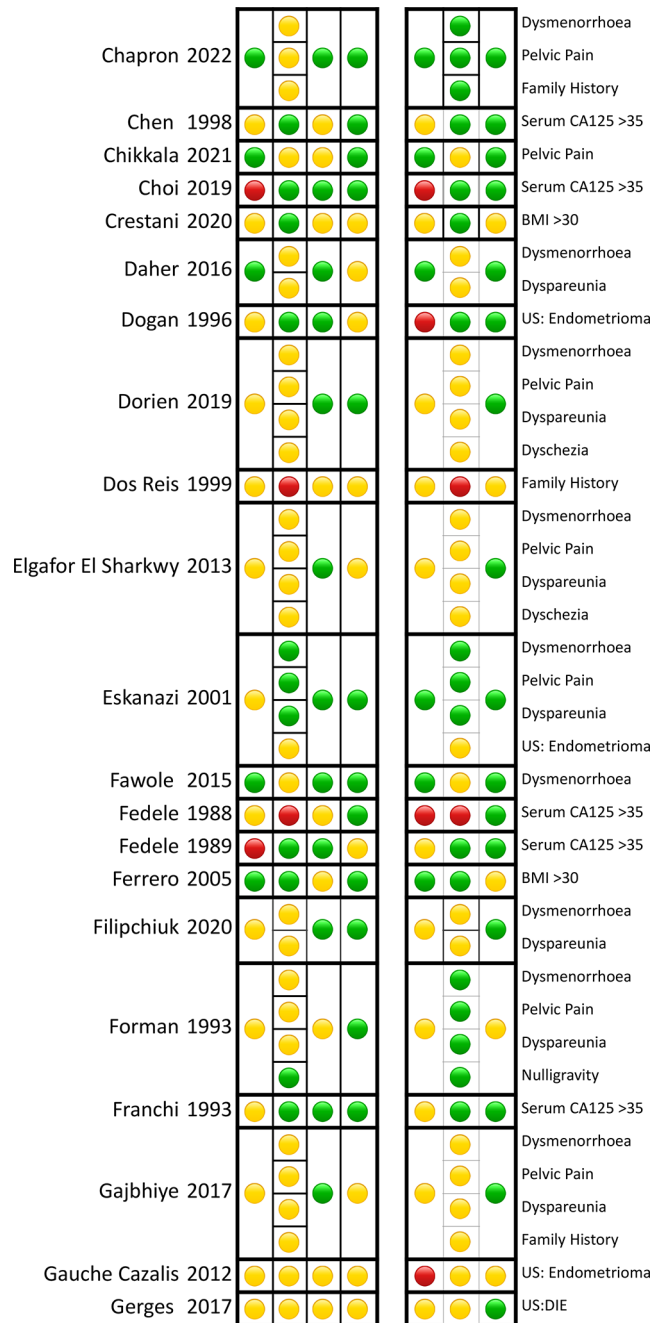 Dysmenorrhoea
Chapron 2022 Pelvic Pain
Family History
Chen 1998 Serum CA125 >35
Chikkala 2021 Pelvic Pain
Choi 2019 Serum CA125 >35
Crestani 2020 BMI >30
Dysmenorrhoea
Daher 2016
Dyspareunia
Dogan 1996 US: Endometrioma
Dysmenorrhoea
Pelvic Pain
Dorien 2019
Dyspareunia
Dyschezia
Dos Reis 1999 Family History
Dysmenorrhoea
Pelvic Pain
Elgafor El Sharkwy 2013
Dyspareunia
Dyschezia
Dysmenorrhoea
Pelvic Pain
Eskanazi 2001
Dyspareunia
US: Endometrioma
Fawole 2015 Dysmenorrhoea
Fedele 1988 Serum CA125 >35
Fedele 1989 Serum CA125 >35
Ferrero 2005 BMI >30
Dysmenorrhoea
Filipchiuk 2020
Dyspareunia
Dysmenorrhoea
Pelvic Pain
Forman 1993
Dyspareunia
Nulligravity
Franchi 1993 Serum CA125 >35
Dysmenorrhoea
Pelvic Pain
Gajbhiye 2017
Dyspareunia
Family History
Gauche Cazalis 2012 US: Endometrioma
Gerges 2017 US:DIE